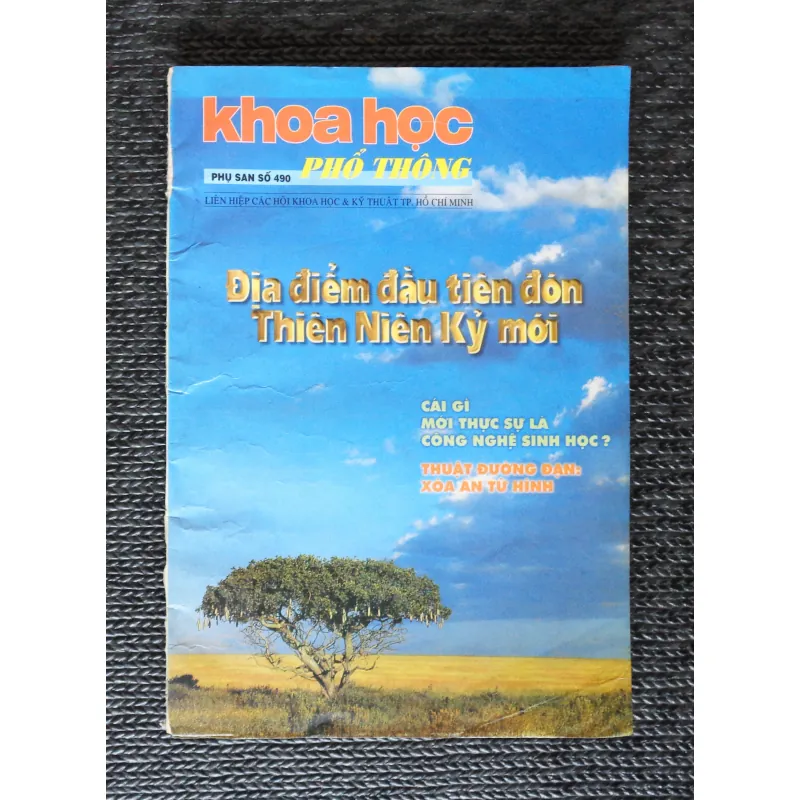 khoa học
PHỔ THÔNG
PHỤ SAN SỐ 490
LIÊN HIỆP CÁC HỘI KHOA HỌC & KỸ THUẬT TP. HỒ CHÍ MINH
Địa điểm đầu tiên đón
Thiên Niên Kỷ mới
CÁI GÌ
MỚI THỰC SỰ LÀ
CÔNG NGHỆ SINH HỌC ?
THUẬT ĐƯỜNG ĐẠN:
XÓA ÁN TỬ HÌNH